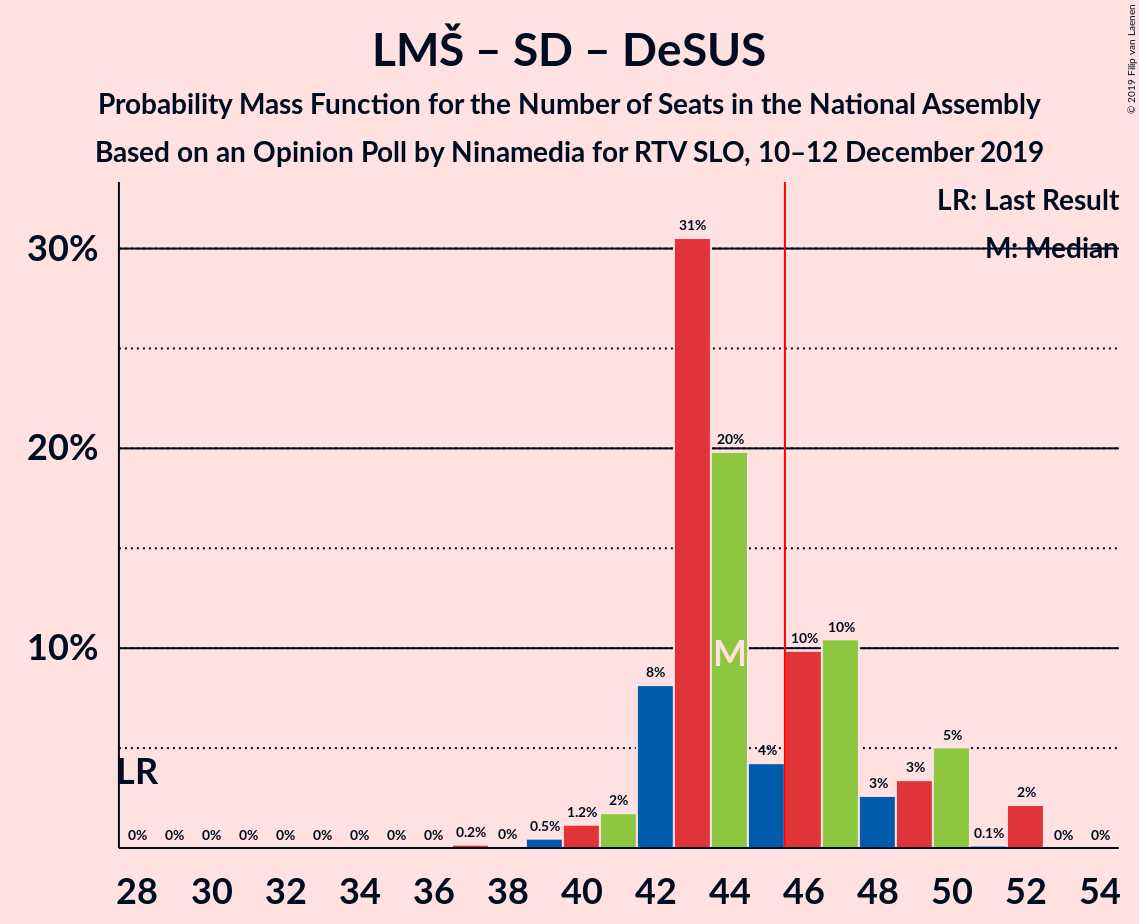 LMŠ – SD – DeSUS
Probability Mass Function for the Number of Seats in the National Assembly
Based on an Opinion Poll by Ninamedia for RTV SLO, 10–12 December 2019
© 2019 Filip van Laenen
LR: Last Result
M: Median
30%
20%
10%
LR
M
0% 0% 0% 0% 0% 0% 0% 0% 0% 0.2% 0% 0.5% 1.2% 2% 8% 31% 20% 4% 10% 10% 3% 3% 5% 0.1% 2% 0% 0%
28 30 32 34 36 38 40 42 44 46 48 50 52 54